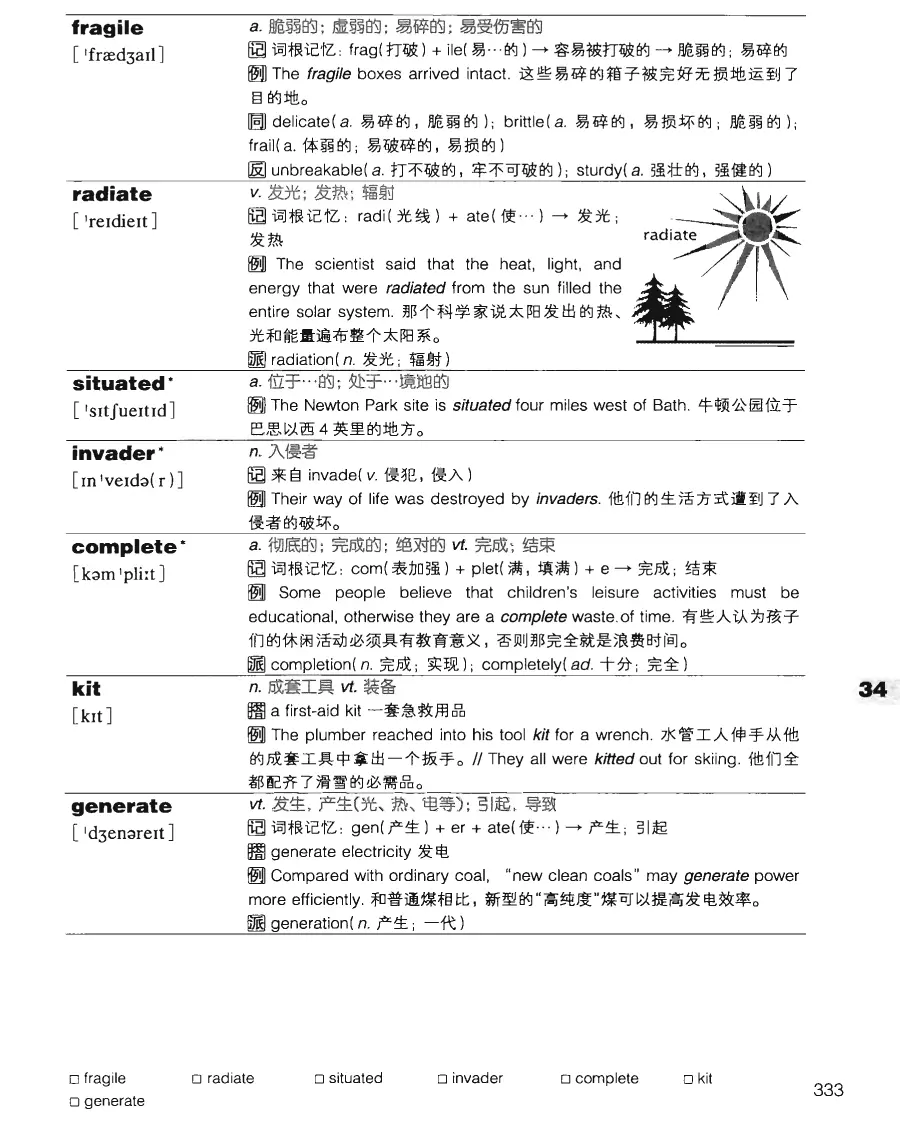 fragile a. 脆弱的; 虚弱的; 易碎的; 易受伤害的
[ ˈfrædʒaɪl ] 记 词根记忆: frag(打破) + ile(易…的) → 容易被打破的 → 脆弱的; 易碎的
例 The fragile boxes arrived intact. 这些易碎的箱子被完好无损地运到了
目的地。
同 delicate(a. 易碎的, 脆弱的); brittle(a. 易碎的, 易损坏的; 脆弱的);
frail(a. 体弱的; 易破碎的, 易损的)
反 unbreakable(a. 打不破的, 牢不可破的); sturdy(a. 强壮的, 强健的)
radiate v. 发光; 发热; 辐射
[ ˈreɪdieɪt ] 记 词根记忆: radi(光线) + ate(使…) → 发光;
发热
radiate
例 The scientist said that the heat, light, and
energy that were radiated from the sun filled the
entire solar system. 那个科学家说太阳发出的热、
光和能量遍布整个太阳系。
派 radiation(n. 发光; 辐射)
situated* a. 位于…的; 处于…境地的
[ ˈsɪtʃueɪtɪd ] 例 The Newton Park site is situated four miles west of Bath. 牛顿公园位于
巴思以西 4 英里的地方。
invader* n. 入侵者
[ ɪnˈveɪdə(r) ] 记 来自 invade(v. 侵犯, 侵入)
例 Their way of life was destroyed by invaders. 他们的生活方式遭到了入
侵者的破坏。
complete* a. 彻底的; 完成的; 绝对的 vt. 完成; 结束
[ kəmˈpliːt ] 记 词根记忆: com(表加强) + plet(满, 填满) + e → 完成; 结束
例 Some people believe that children's leisure activities must be
educational, otherwise they are a complete waste.of time. 有些人认为孩子
们的休闲活动必须具有教育意义, 否则那完全就是浪费时间。
派 completion(n. 完成; 实现); completely(ad. 十分; 完全)
kit n. 成套工具 vt. 装备
34
[ kɪt ] 搭 a first-aid kit 一套急救用品
例 The plumber reached into his tool kit for a wrench. 水管工人伸手从他
的成套工具中拿出一个扳手。// They all were kitted out for skiing. 他们全
都配齐了滑雪的必需品。
generate vt. 发生, 产生(光、热、电等); 引起, 导致
[ ˈdʒenəreɪt ] 记 词根记忆: gen(产生) + er + ate(使…) → 产生; 引起
搭 generate electricity 发电
例 Compared with ordinary coal, “new clean coals” may generate power
more efficiently. 和普通煤相比, 新型的“高纯度”煤可以提高发电效率。
派 generation(n. 产生; 一代)
□ fragile □ radiate □ situated □ invader □ complete □ kit
□ generate
333